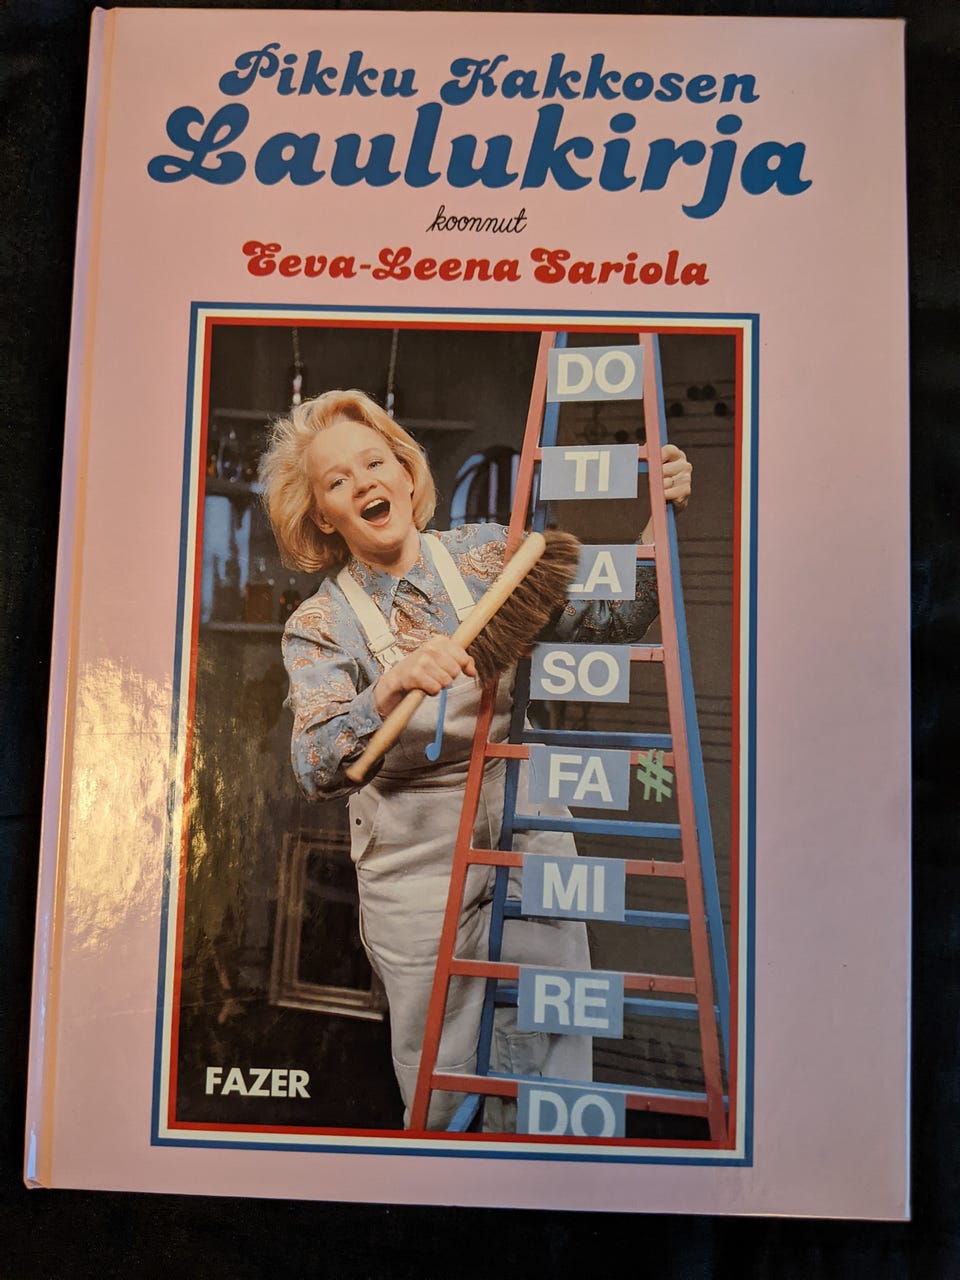 Pikku Kakkosen
Laulukirja
koonnut
Eeva-Leena Sariola
DO
TI
LA
SO
FA #
MI
RE
DO
FAZER